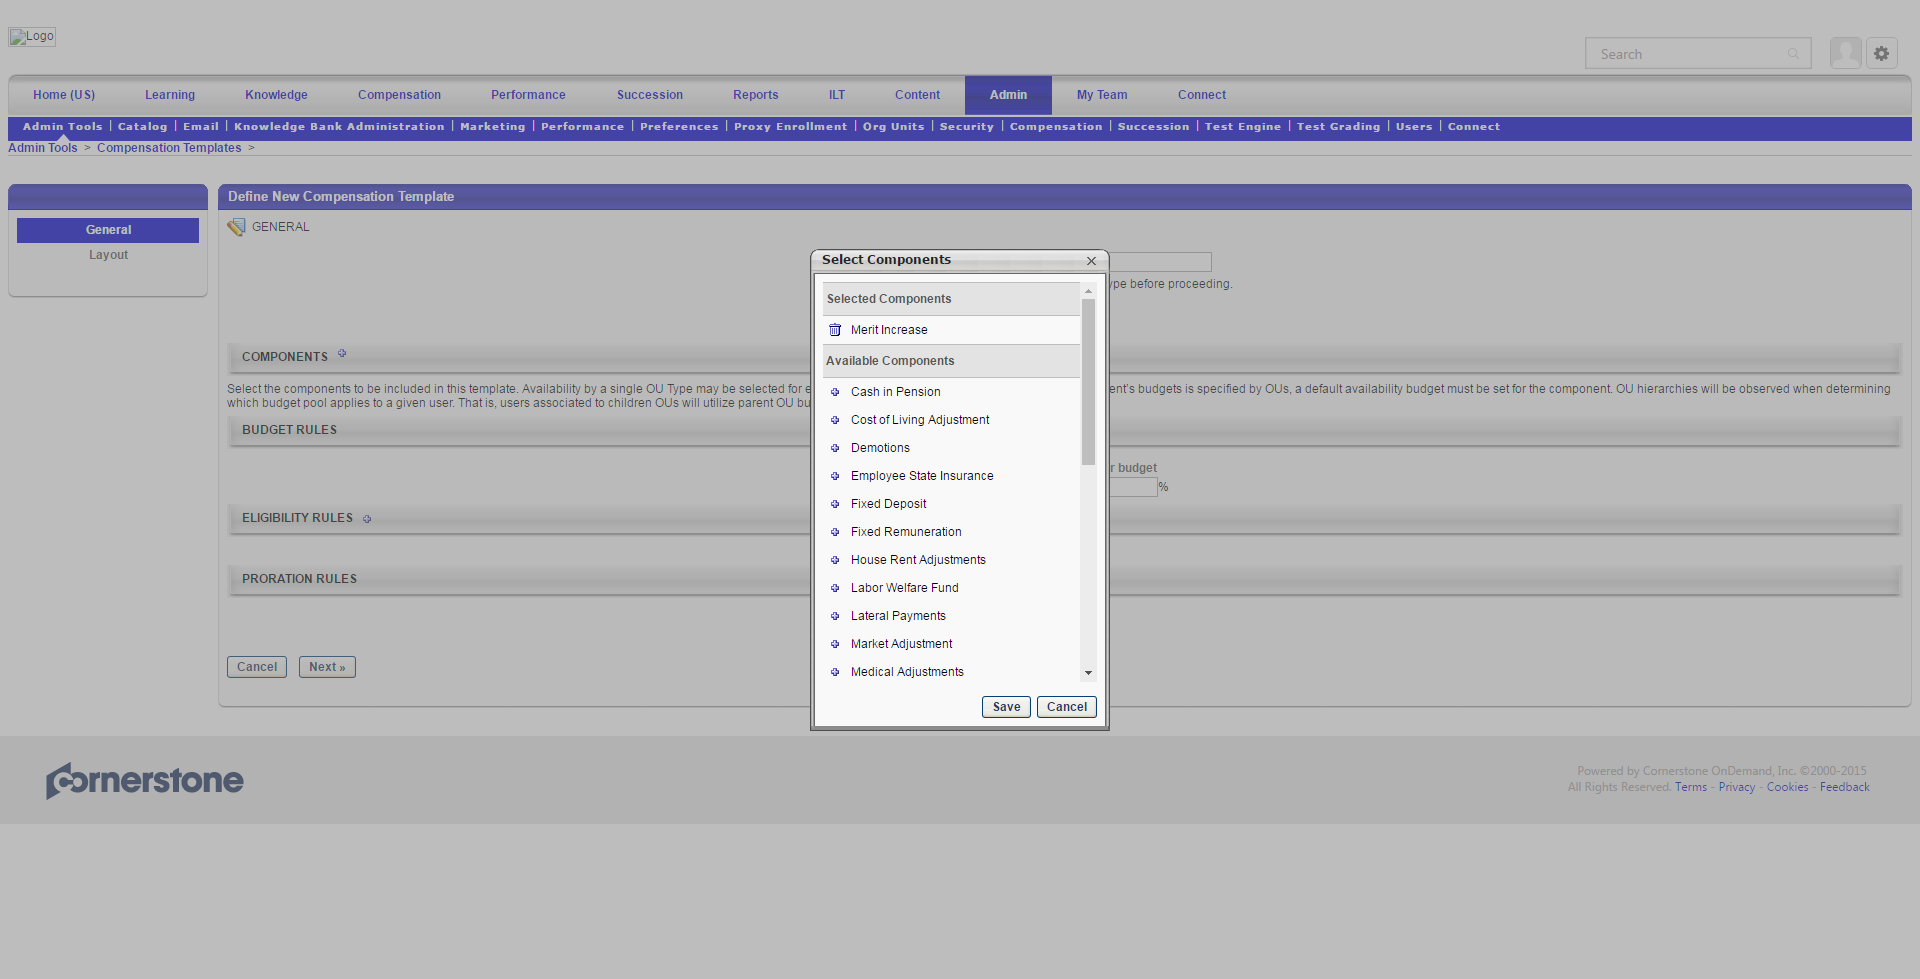 Logo
Search
Home (US) Learning Knowledge Compensation Performance Succession Reports ILT Content Admin My Team Connect
Admin Tools | Catalog | Email | Knowledge Bank Administration | Marketing | Performance | Preferences | Proxy Enrollment | Org Units | Security | Compensation | Succession | Test Engine | Test Grading | Users | Connect
Admin Tools > Compensation Templates >
General
Layout
Define New Compensation Template
GENERAL
ype before proceeding.
COMPONENTS
Select the components to be included in this template. Availability by a single OU Type may be selected for e
ent's budgets is specified by OUs, a default availability budget must be set for the component. OU hierarchies will be observed when determining
which budget pool applies to a given user. That is, users associated to children OUs will utilize parent OU bu
BUDGET RULES
r budget
%
ELIGIBILITY RULES
PRORATION RULES
Cancel Next »
Select Components
Selected Components
Merit Increase
Available Components
Cash in Pension
Cost of Living Adjustment
Demotions
Employee State Insurance
Fixed Deposit
Fixed Remuneration
House Rent Adjustments
Labor Welfare Fund
Lateral Payments
Market Adjustment
Medical Adjustments
Save Cancel
Cornerstone
Powered by Cornerstone OnDemand, Inc. ©2000-2015
All Rights Reserved. Terms - Privacy - Cookies - Feedback